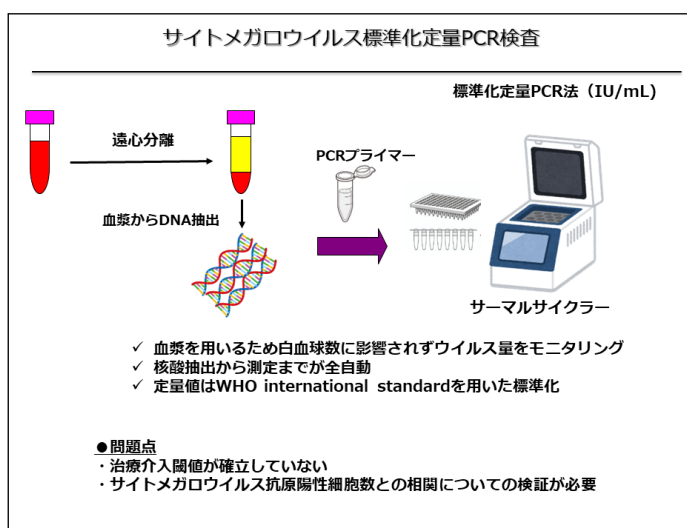 サイトメガロウイルス標準化定量PCR検査
標準化定量PCR法（IU/mL)
遠心分離
PCRプライマー
血漿からDNA抽出
サーマルサイクラー
✓ 血漿を用いるため白血球数に影響されずウイルス量をモニタリング
✓ 核酸抽出から測定までが全自動
✓ 定量値はWHO international standardを用いた標準化
●問題点
・治療介入閾値が確立していない
・サイトメガロウイルス抗原陽性細胞数との相関についての検証が必要